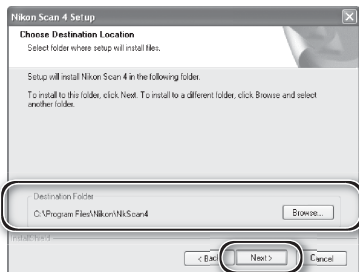 Nikon Scan 4 Setup
Choose Destination Location
Select folder where setup will install files.
Setup will install Nikon Scan 4 in the following folder.
To install to this folder, click Next. To install to a different folder, click Browse and select
another folder.
Destination Folder
C:\Program Files\Nikon\NkScan4
Browse...
InstallShield
< Back
Next >
Cancel